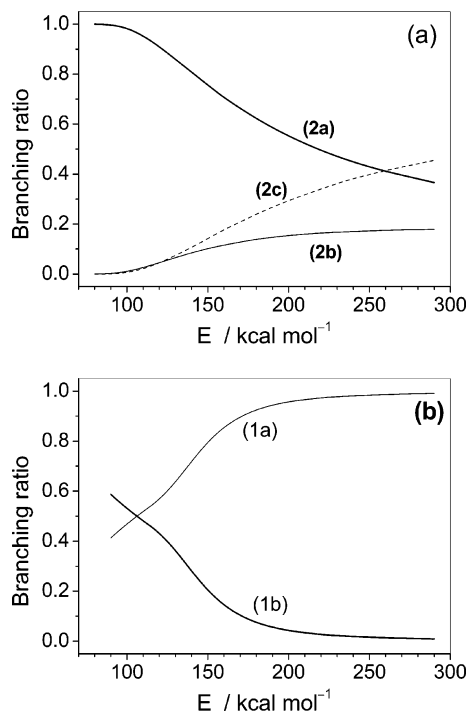 (a)
Branching ratio
1.0
0.8
0.6
0.4
0.2
0.0
(2a)
(2c)
(2b)
100 150 200 250 300
E / kcal mol⁻¹
(b)
Branching ratio
1.0
0.8
0.6
0.4
0.2
0.0
(1a)
(1b)
100 150 200 250 300
E / kcal mol⁻¹